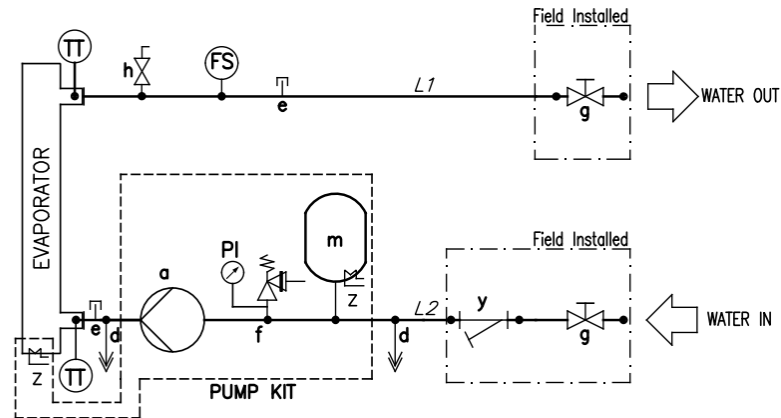 Field Installed
TT
h
FS
e
L1
g
WATER OUT
EVAPORATOR
Field Installed
PI
m
a
z
y
L2
e
d
f
d
g
WATER IN
z
TT
PUMP KIT